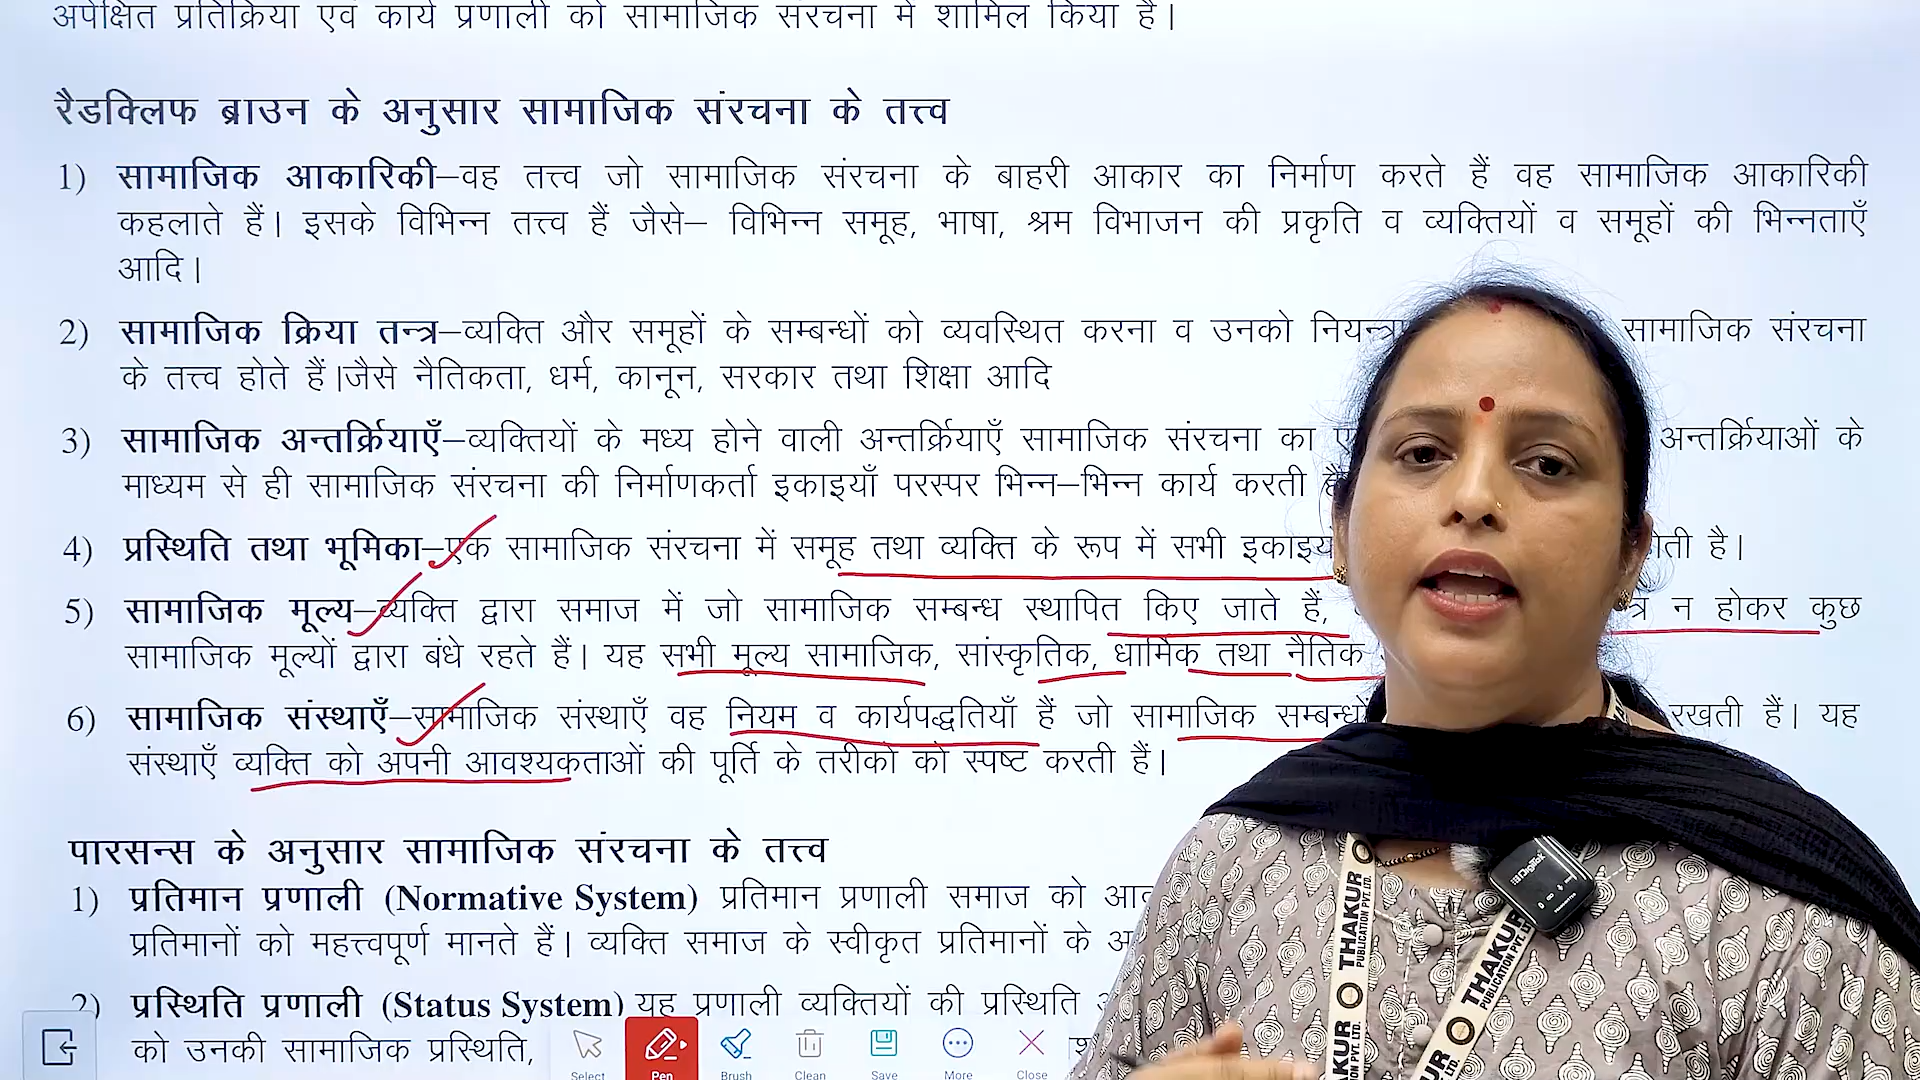 अपेक्षित प्रतिक्रिया एवं कार्य प्रणाली को सामाजिक संरचना में शामिल किया है।
रैडक्लिफ ब्राउन के अनुसार सामाजिक संरचना के तत्त्व
1) सामाजिक आकारिकी–वह तत्त्व जो सामाजिक संरचना के बाहरी आकार का निर्माण करते हैं वह सामाजिक आकारिकी
कहलाते हैं। इसके विभिन्न तत्त्व हैं जैसे– विभिन्न समूह, भाषा, श्रम विभाजन की प्रकृति व व्यक्तियों व समूहों की भिन्नताएँ
आदि।
2) सामाजिक क्रिया तन्त्र–व्यक्ति और समूहों के सम्बन्धों को व्यवस्थित करना व उनको सामाजिक संरचना
के तत्त्व होते हैं।जैसे नैतिकता, धर्म, कानून, सरकार तथा शिक्षा आदि
3) सामाजिक अन्तर्क्रियाएँ–व्यक्तियों के मध्य होने वाली अन्तर्क्रियाएँ सामाजिक संरचना का अन्तर्क्रियाओं के
माध्यम से ही सामाजिक संरचना की निर्माणकर्ता इकाइयाँ परस्पर भिन्न–भिन्न कार्य करती
4) प्रस्थिति तथा भूमिका–एक सामाजिक संरचना में समूह तथा व्यक्ति के रूप में सभी है।
5) सामाजिक मूल्य–व्यक्ति द्वारा समाज में जो सामाजिक सम्बन्ध स्थापित किए जाते हैं, न होकर कुछ
सामाजिक मूल्यों द्वारा बंधे रहते हैं। यह सभी मूल्य सामाजिक, सांस्कृतिक, धार्मिक तथा नैतिक
6) सामाजिक संस्थाएँ–सामाजिक संस्थाएँ वह नियम व कार्यपद्धतियाँ हैं जो सामाजिक रखती हैं। यह
संस्थाएँ व्यक्ति को अपनी आवश्यकताओं की पूर्ति के तरीको को स्पष्ट करती हैं।
पारसन्स के अनुसार सामाजिक संरचना के तत्त्व
1) प्रतिमान प्रणाली (Normative System) प्रतिमान प्रणाली समाज को
प्रतिमानों को महत्त्वपूर्ण मानते हैं। व्यक्ति समाज के स्वीकृत प्रतिमानों के
2) प्रस्थिति प्रणाली (Status System) यह प्रणाली व्यक्तियों की प्रस्थिति
को उनकी सामाजिक प्रस्थिति,
Select Pen Brush Clean Save More Close
THAKUR
PUBLICATION PVT. LTD.
THAKUR
PUBLICATION PVT. LTD.